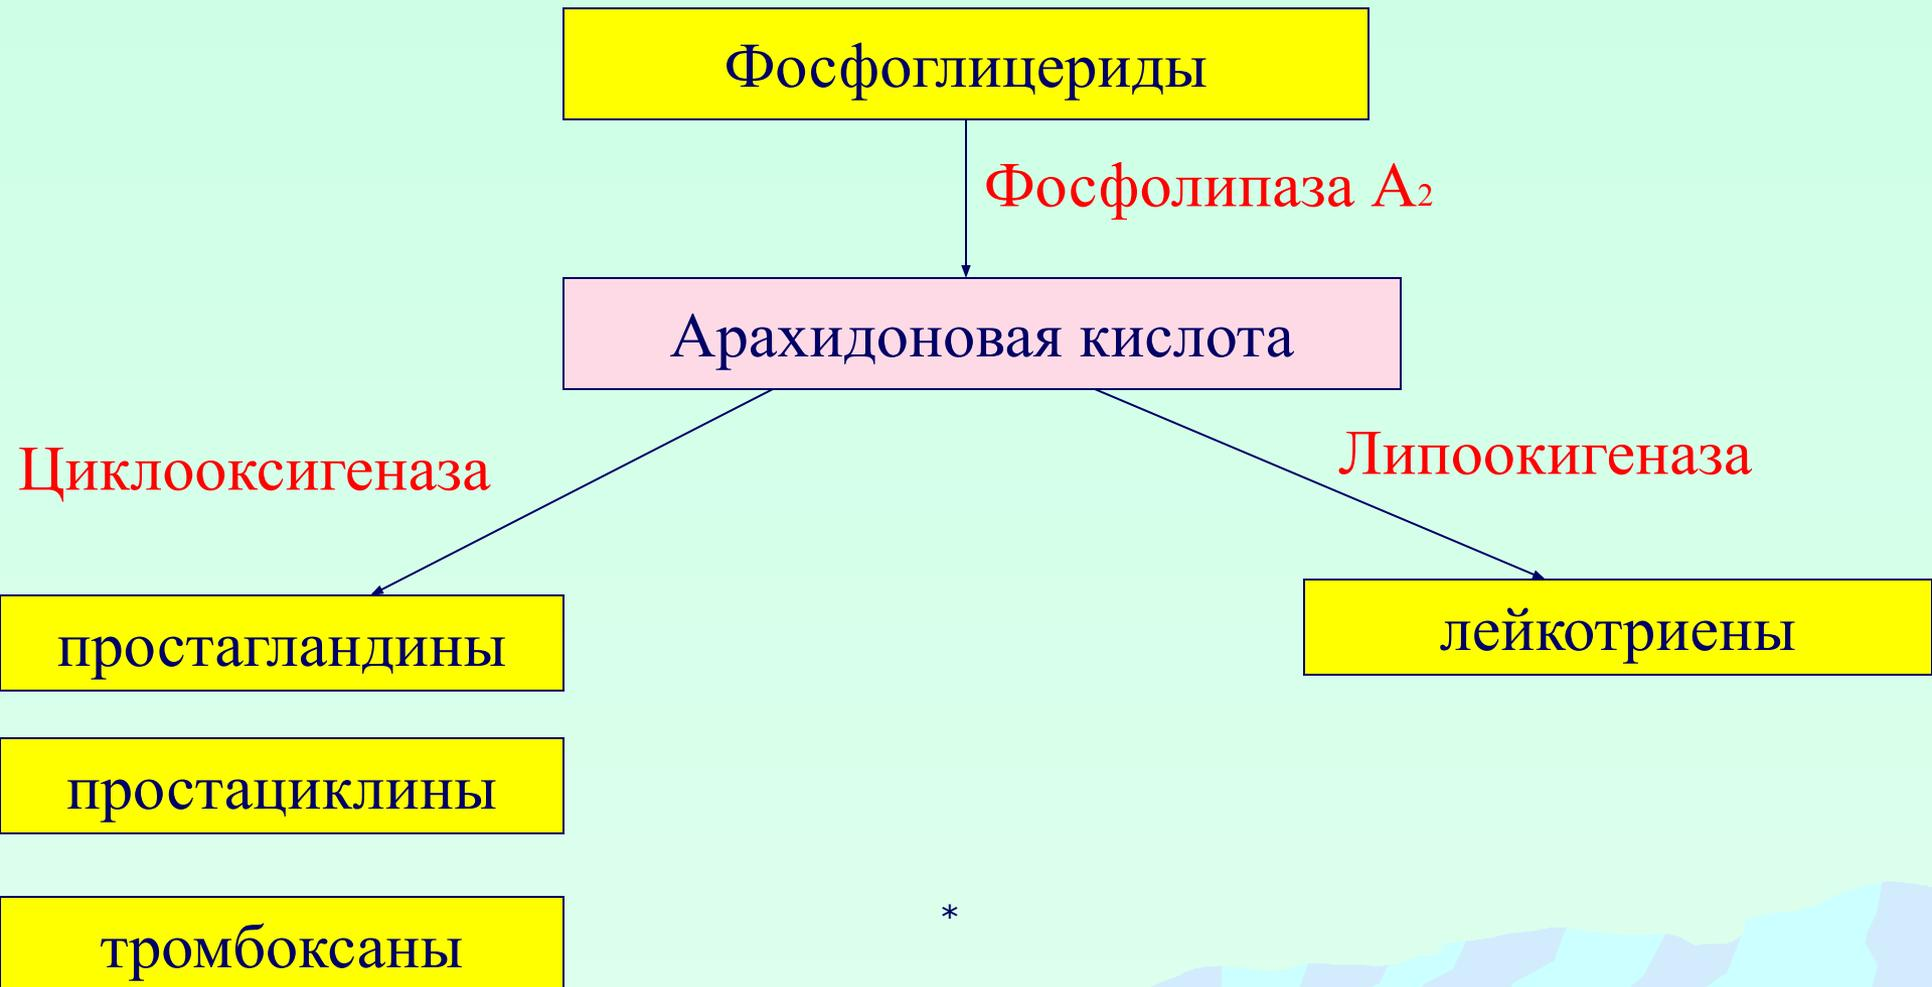 Фосфоглицериды
Фосфолипаза А₂
Арахидоновая кислота
Циклооксигеназа
Липоокигеназа
простагландины
лейкотриены
простациклины
тромбоксаны
*